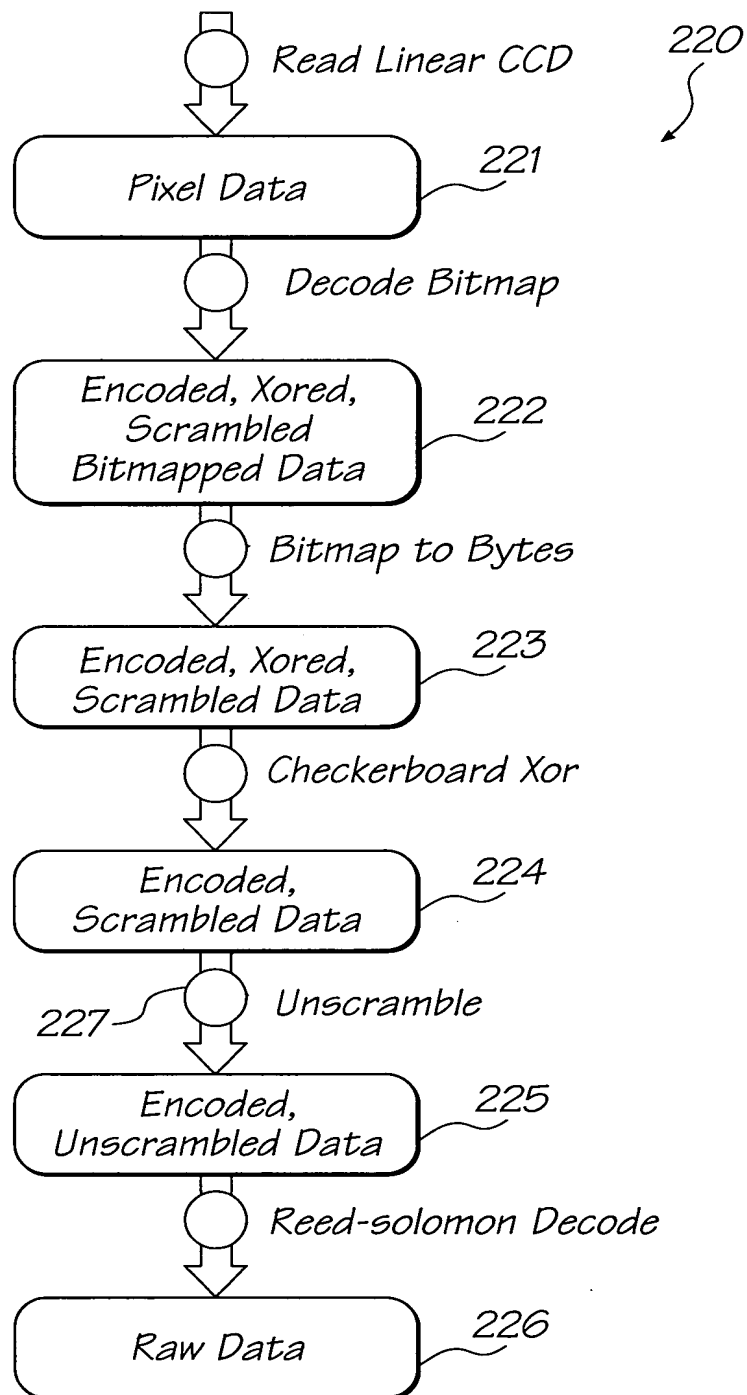 Read Linear CCD
220
Pixel Data
221
Decode Bitmap
Encoded, Xored,
Scrambled
Bitmapped Data
222
Bitmap to Bytes
Encoded, Xored,
Scrambled Data
223
Checkerboard Xor
Encoded,
Scrambled Data
224
227
Unscramble
Encoded,
Unscrambled Data
225
Reed-solomon Decode
Raw Data
226